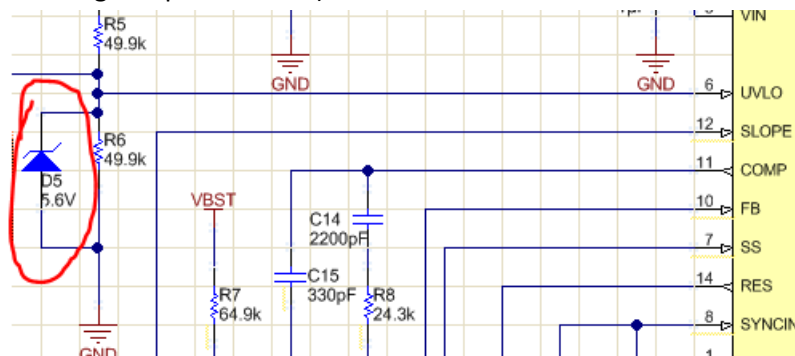 R5
49.9k
VIN
GND
GND
6
UVLO
12
SLOPE
R6
49.9k
11
COMP
D5
5.6V
VBST
10
FB
C14
2200pF
7
SS
C15
330pF
R7
64.9k
R8
24.3k
14
RES
8
SYNCIN
GND